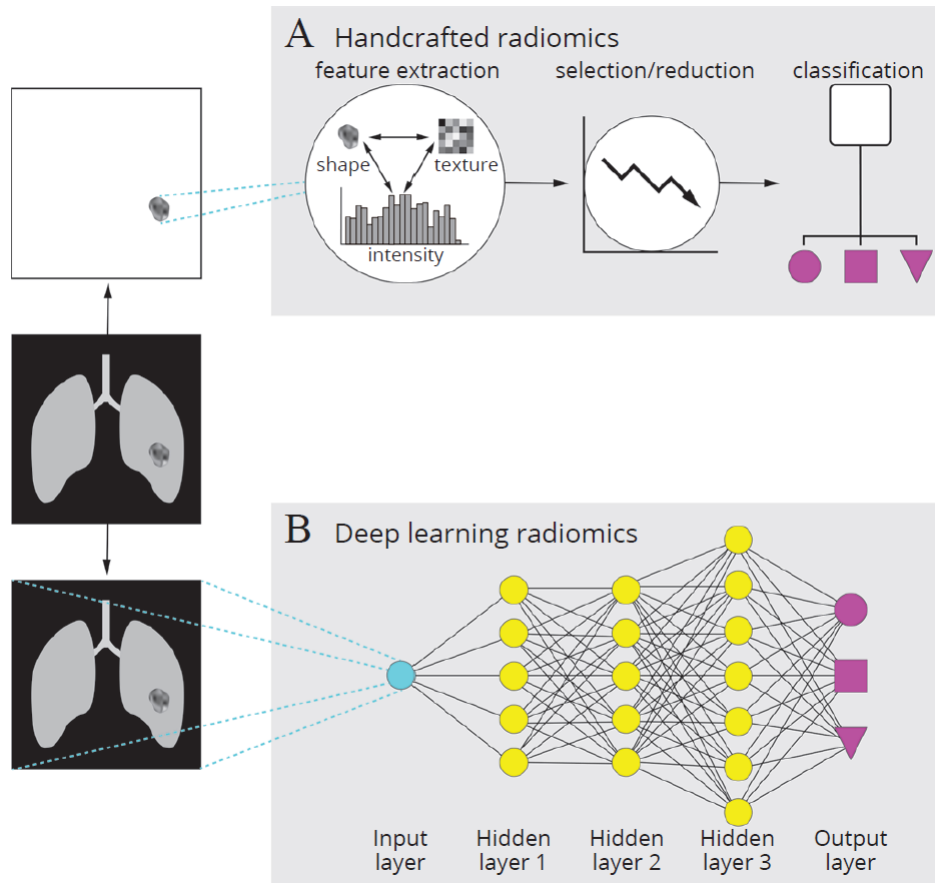 A Handcrafted radiomics
feature extraction
selection/reduction
classification
shape
texture
intensity
B Deep learning radiomics
Input
layer
Hidden
layer 1
Hidden
layer 2
Hidden
layer 3
Output
layer